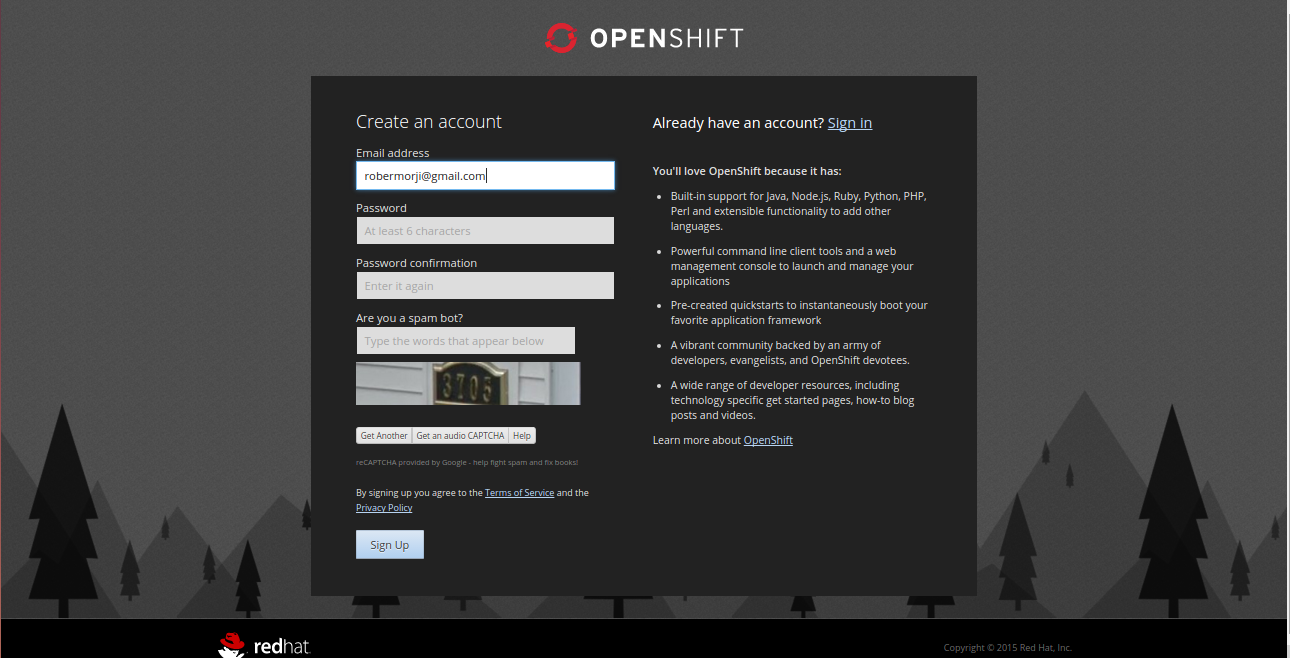 OPENSHIFT
Create an account
Email address
robermorji@gmail.com
Password
At least 6 characters
Password confirmation
Enter it again
Are you a spam bot?
Type the words that appear below
3705
Get Another
Get an audio CAPTCHA
Help
reCAPTCHA provided by Google - help fight spam and fix books!
By signing up you agree to the Terms of Service and the
Privacy Policy
Sign Up
Already have an account? Sign in
You'll love OpenShift because it has:
Built-in support for Java, Node.js, Ruby, Python, PHP,
Perl and extensible functionality to add other
languages.
Powerful command line client tools and a web
management console to launch and manage your
applications
Pre-created quickstarts to instantaneously boot your
favorite application framework
A vibrant community backed by an army of
developers, evangelists, and OpenShift devotees.
A wide range of developer resources, including
technology specific get started pages, how-to blog
posts and videos.
Learn more about OpenShift
redhat.
Copyright © 2015 Red Hat, Inc.